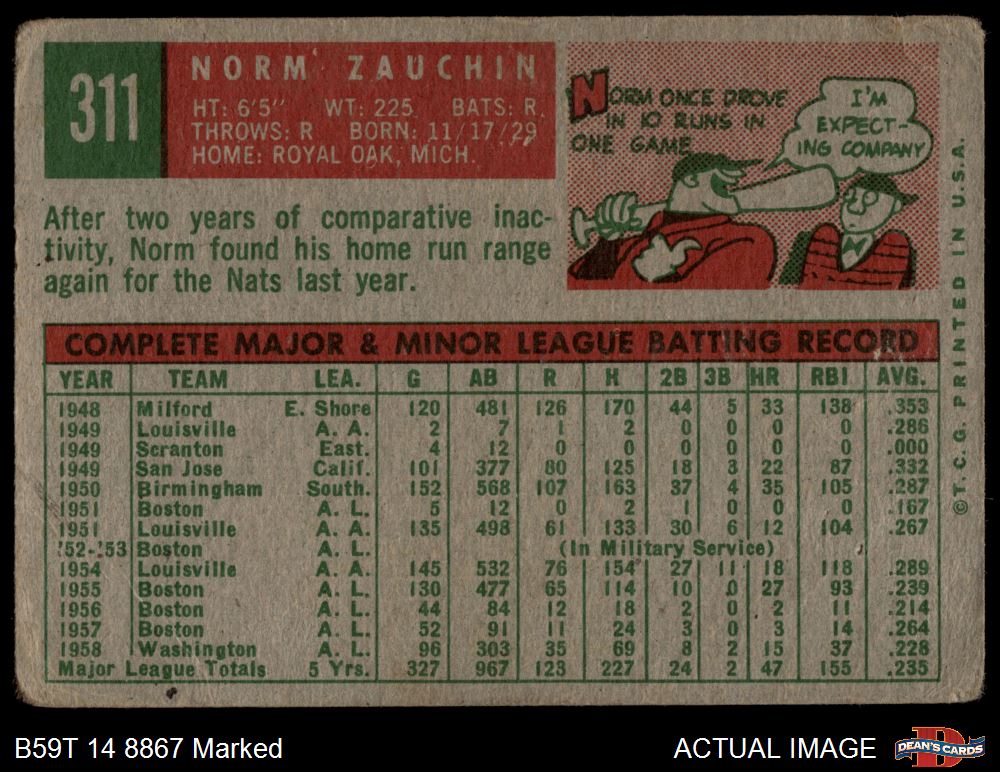 311
NORM ZAUCHIN
HT: 6'5" WT: 225 BATS: R.
THROWS: R BORN: 11/17/29
HOME: ROYAL OAK, MICH.
NORM ONCE DROVE
IN 10 RUNS IN
ONE GAME
I'M
EXPECT-
ING COMPANY
After two years of comparative inac-
tivity, Norm found his home run range
again for the Nats last year.
COMPLETE MAJOR & MINOR LEAGUE BATTING RECORD
YEAR TEAM LEA. G AB R H 2B 3B HR RBI AVG.
1948 Milford E. Shore 120 481 126 170 44 5 33 138 .353
1949 Louisville A. A. 2 7 1 2 0 0 0 0 .286
1949 Scranton East. 4 12 0 0 0 0 0 0 .000
1949 San Jose Calif. 101 377 80 125 18 3 22 87 .332
1950 Birmingham South. 152 568 107 163 37 4 35 105 .287
1951 Boston A. L. 5 12 0 2 1 0 0 0 .167
1951 Louisville A. A. 135 498 61 133 30 6 12 104 .267
'52-'53 Boston A. L. (In Military Service)
1954 Louisville A. A. 145 532 76 154 27 11 18 118 .289
1955 Boston A. L. 130 477 65 114 10 0 27 93 .239
1956 Boston A. L. 44 84 12 18 2 0 2 11 .214
1957 Boston A. L. 52 91 11 24 3 0 3 14 .264
1958 Washington A. L. 96 303 35 69 8 2 15 37 .228
Major League Totals 5 Yrs. 327 967 123 227 24 2 47 155 .235
©T. C. G. PRINTED IN U.S.A.
B59T 14 8867 Marked
ACTUAL IMAGE
DEAN'S CARDS